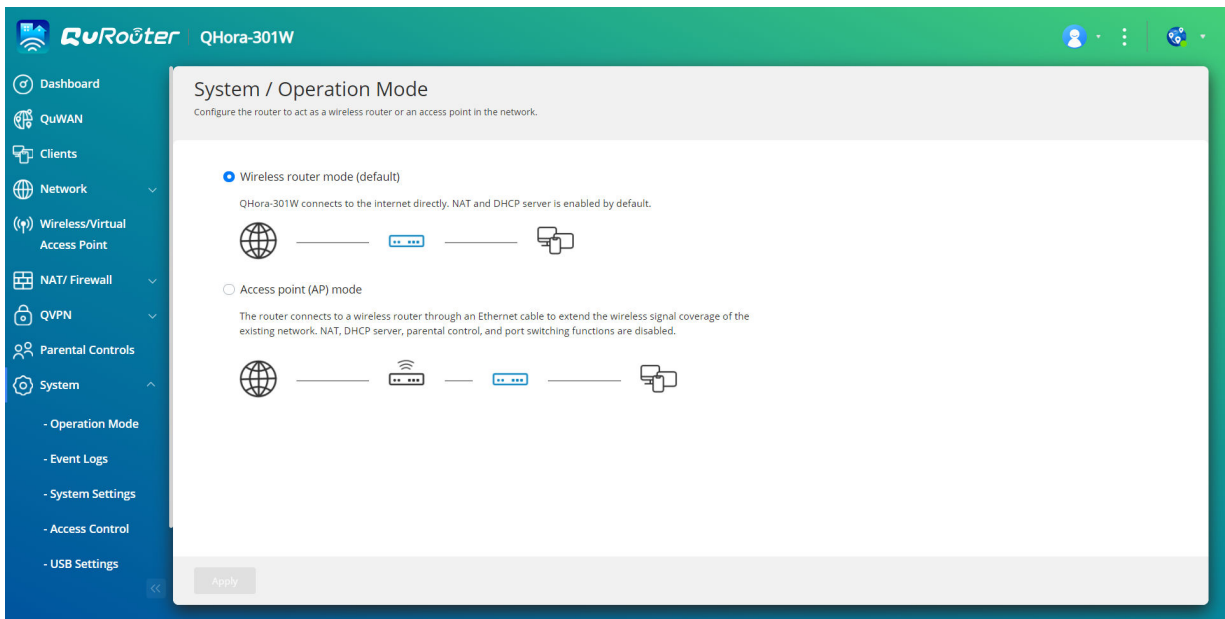 QuRoûter QHora-301W
Dashboard
QuWAN
Clients
Network
Wireless/Virtual
Access Point
NAT/ Firewall
QVPN
Parental Controls
System
- Operation Mode
- Event Logs
- System Settings
- Access Control
- USB Settings
System / Operation Mode
Configure the router to act as a wireless router or an access point in the network.
Wireless router mode (default)
QHora-301W connects to the internet directly. NAT and DHCP server is enabled by default.
Access point (AP) mode
The router connects to a wireless router through an Ethernet cable to extend the wireless signal coverage of the
existing network. NAT, DHCP server, parental control, and port switching functions are disabled.
Apply